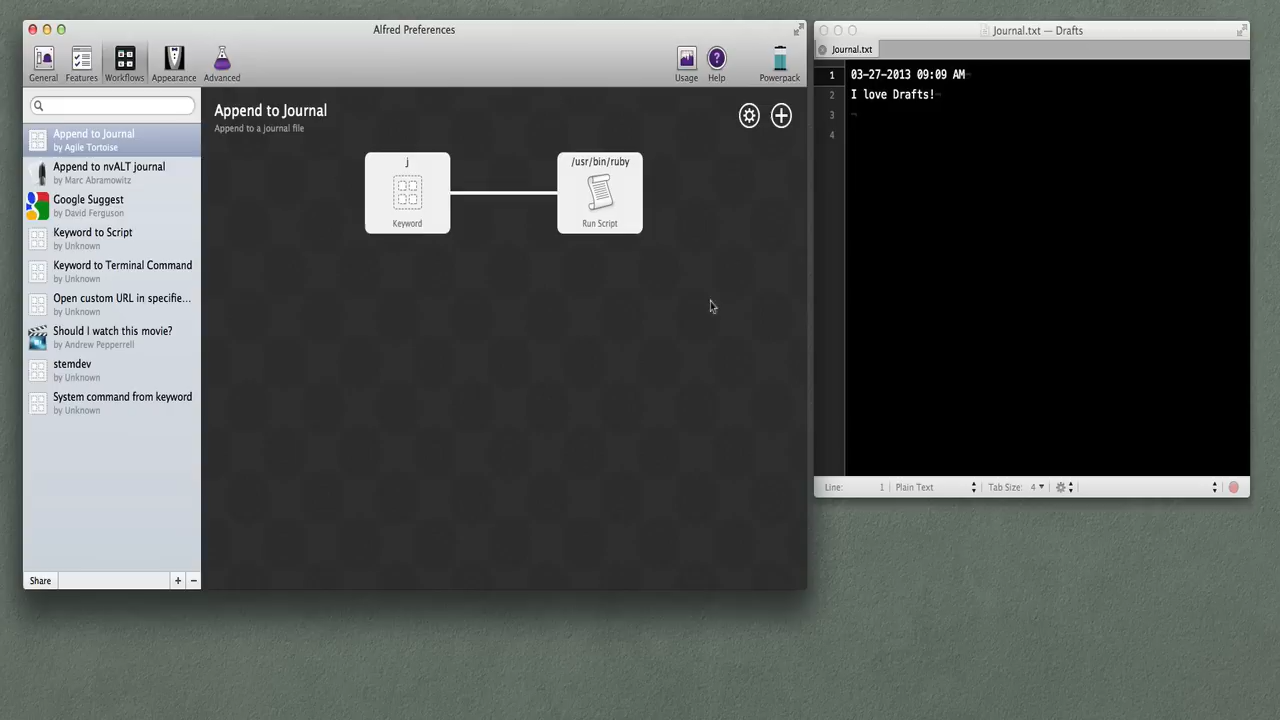 Alfred Preferences
General
Features
Workflows
Appearance
Advanced
Usage
Help
Powerpack
Append to Journal
by Agile Tortoise
Append to nvALT journal
by Marc Abramowitz
Google Suggest
by David Ferguson
Keyword to Script
by Unknown
Keyword to Terminal Command
by Unknown
Open custom URL in specifie...
by Unknown
Should I watch this movie?
by Andrew Pepperrell
stemdev
by Unknown
System command from keyword
by Unknown
Share
+
−
Append to Journal
Append to a journal file
j
Keyword
/usr/bin/ruby
Run Script
Journal.txt — Drafts
Journal.txt
1 03-27-2013 09:09 AM¬
2 I love Drafts!¬
3 ¬
4
Line: 1 Plain Text Tab Size: 4